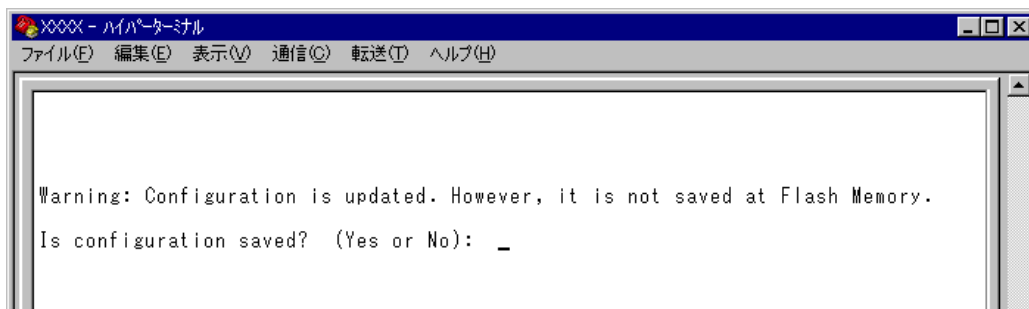 XXXX - ﾊｲﾊﾟｰﾀｰﾐﾅﾙ
ファイル(F) 編集(E) 表示(V) 通信(C) 転送(T) ヘルプ(H)
Warning: Configuration is updated. However, it is not saved at Flash Memory.
Is configuration saved? (Yes or No): _